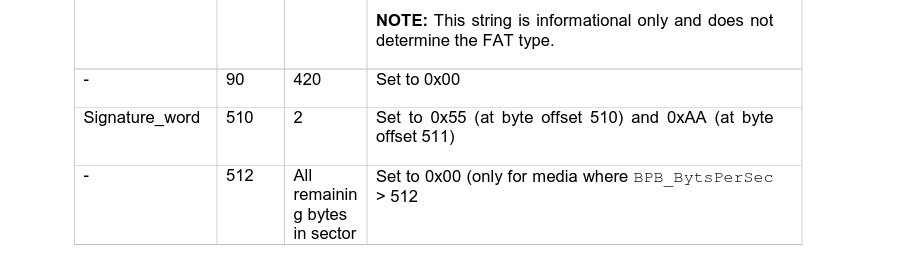 NOTE: This string is informational only and does not
determine the FAT type.
- 90 420 Set to 0x00
Signature_word 510 2 Set to 0x55 (at byte offset 510) and 0xAA (at byte
offset 511)
- 512 All Set to 0x00 (only for media where BPB_BytsPerSec
remainin > 512
g bytes
in sector